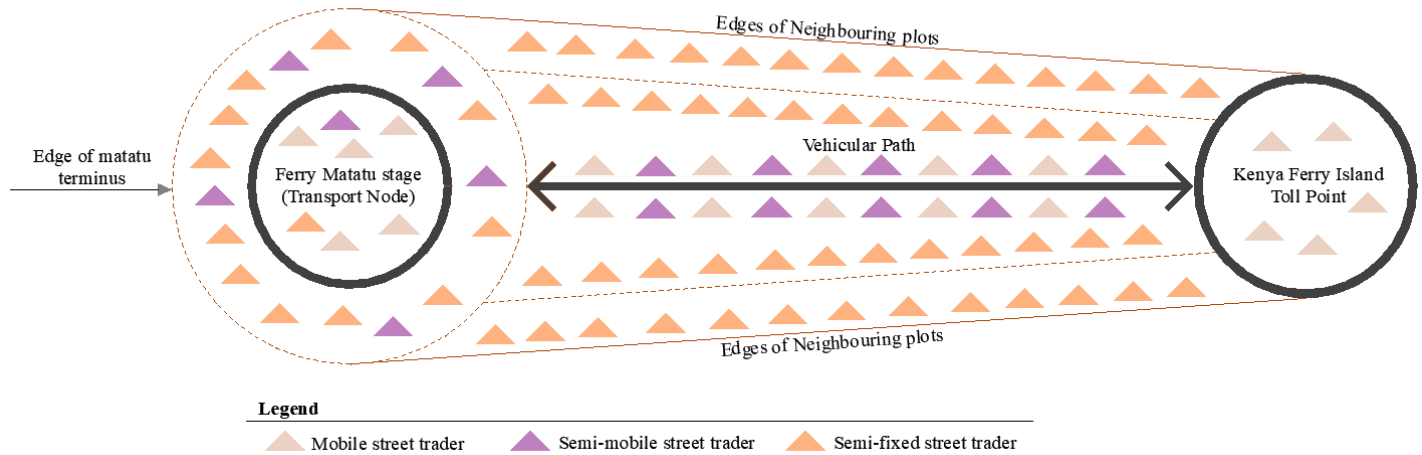 Edges of Neighbouring plots
Vehicular Path
Edge of matatu
terminus
Ferry Matatu stage
(Transport Node)
Kenya Ferry Island
Toll Point
Edges of Neighbouring plots
Legend
Mobile street trader
Semi-mobile street trader
Semi-fixed street trader